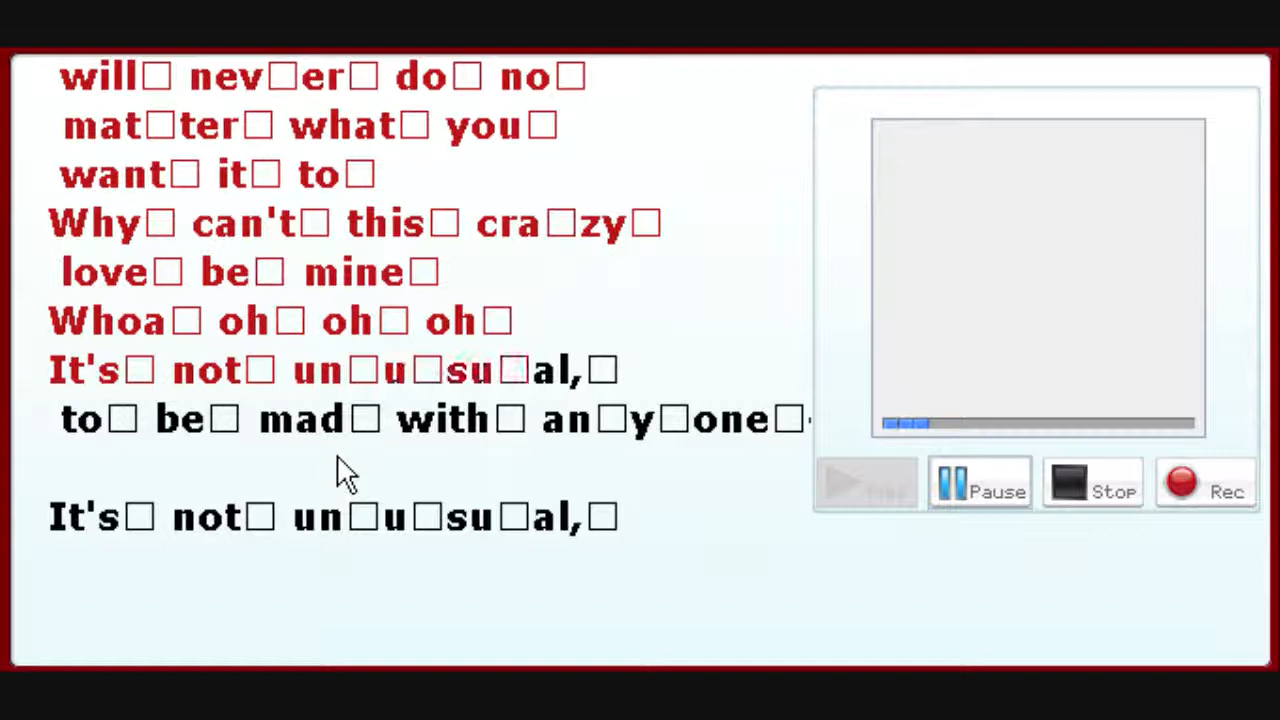 will□ nev□er□ do□ no□
mat□ter□ what□ you□
want□ it□ to□
Why□ can't□ this□ cra□zy□
love□ be□ mine□
Whoa□ oh□ oh□ oh□
It's□ not□ un□u□su□al,□
to□ be□ mad□ with□ an□y□one□
It's□ not□ un□u□su□al,□
Pause Stop Rec